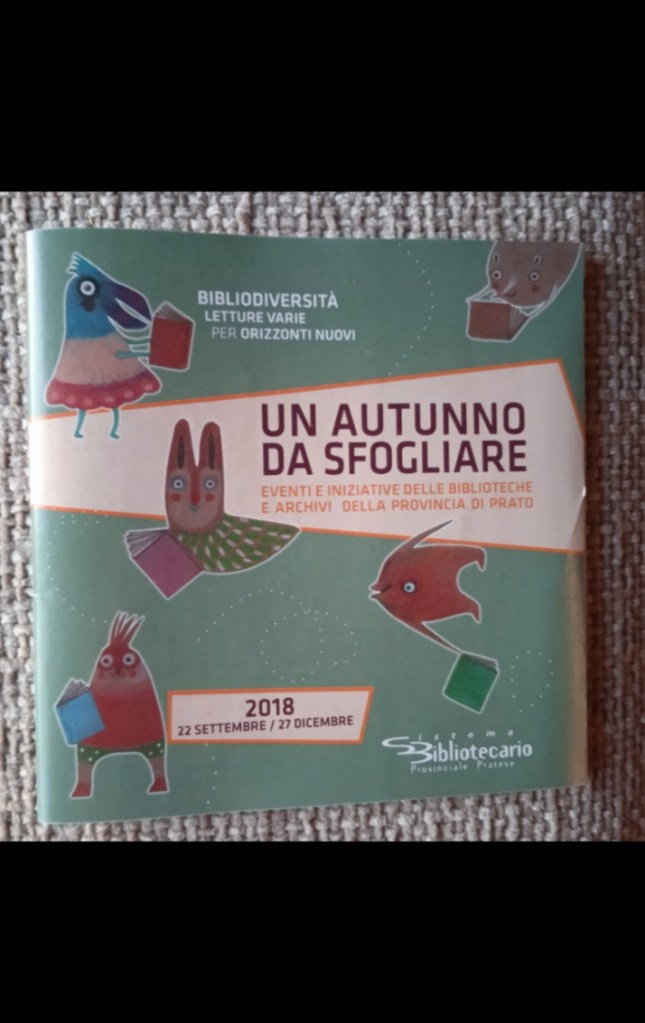 BIBLIODIVERSITÀ
LETTURE VARIE
PER ORIZZONTI NUOVI
UN AUTUNNO
DA SFOGLIARE
EVENTI E INIZIATIVE DELLE BIBLIOTECHE
E ARCHIVI DELLA PROVINCIA DI PRATO
2018
22 SETTEMBRE / 27 DICEMBRE
Sistema
Bibliotecario
Provinciale Pratese